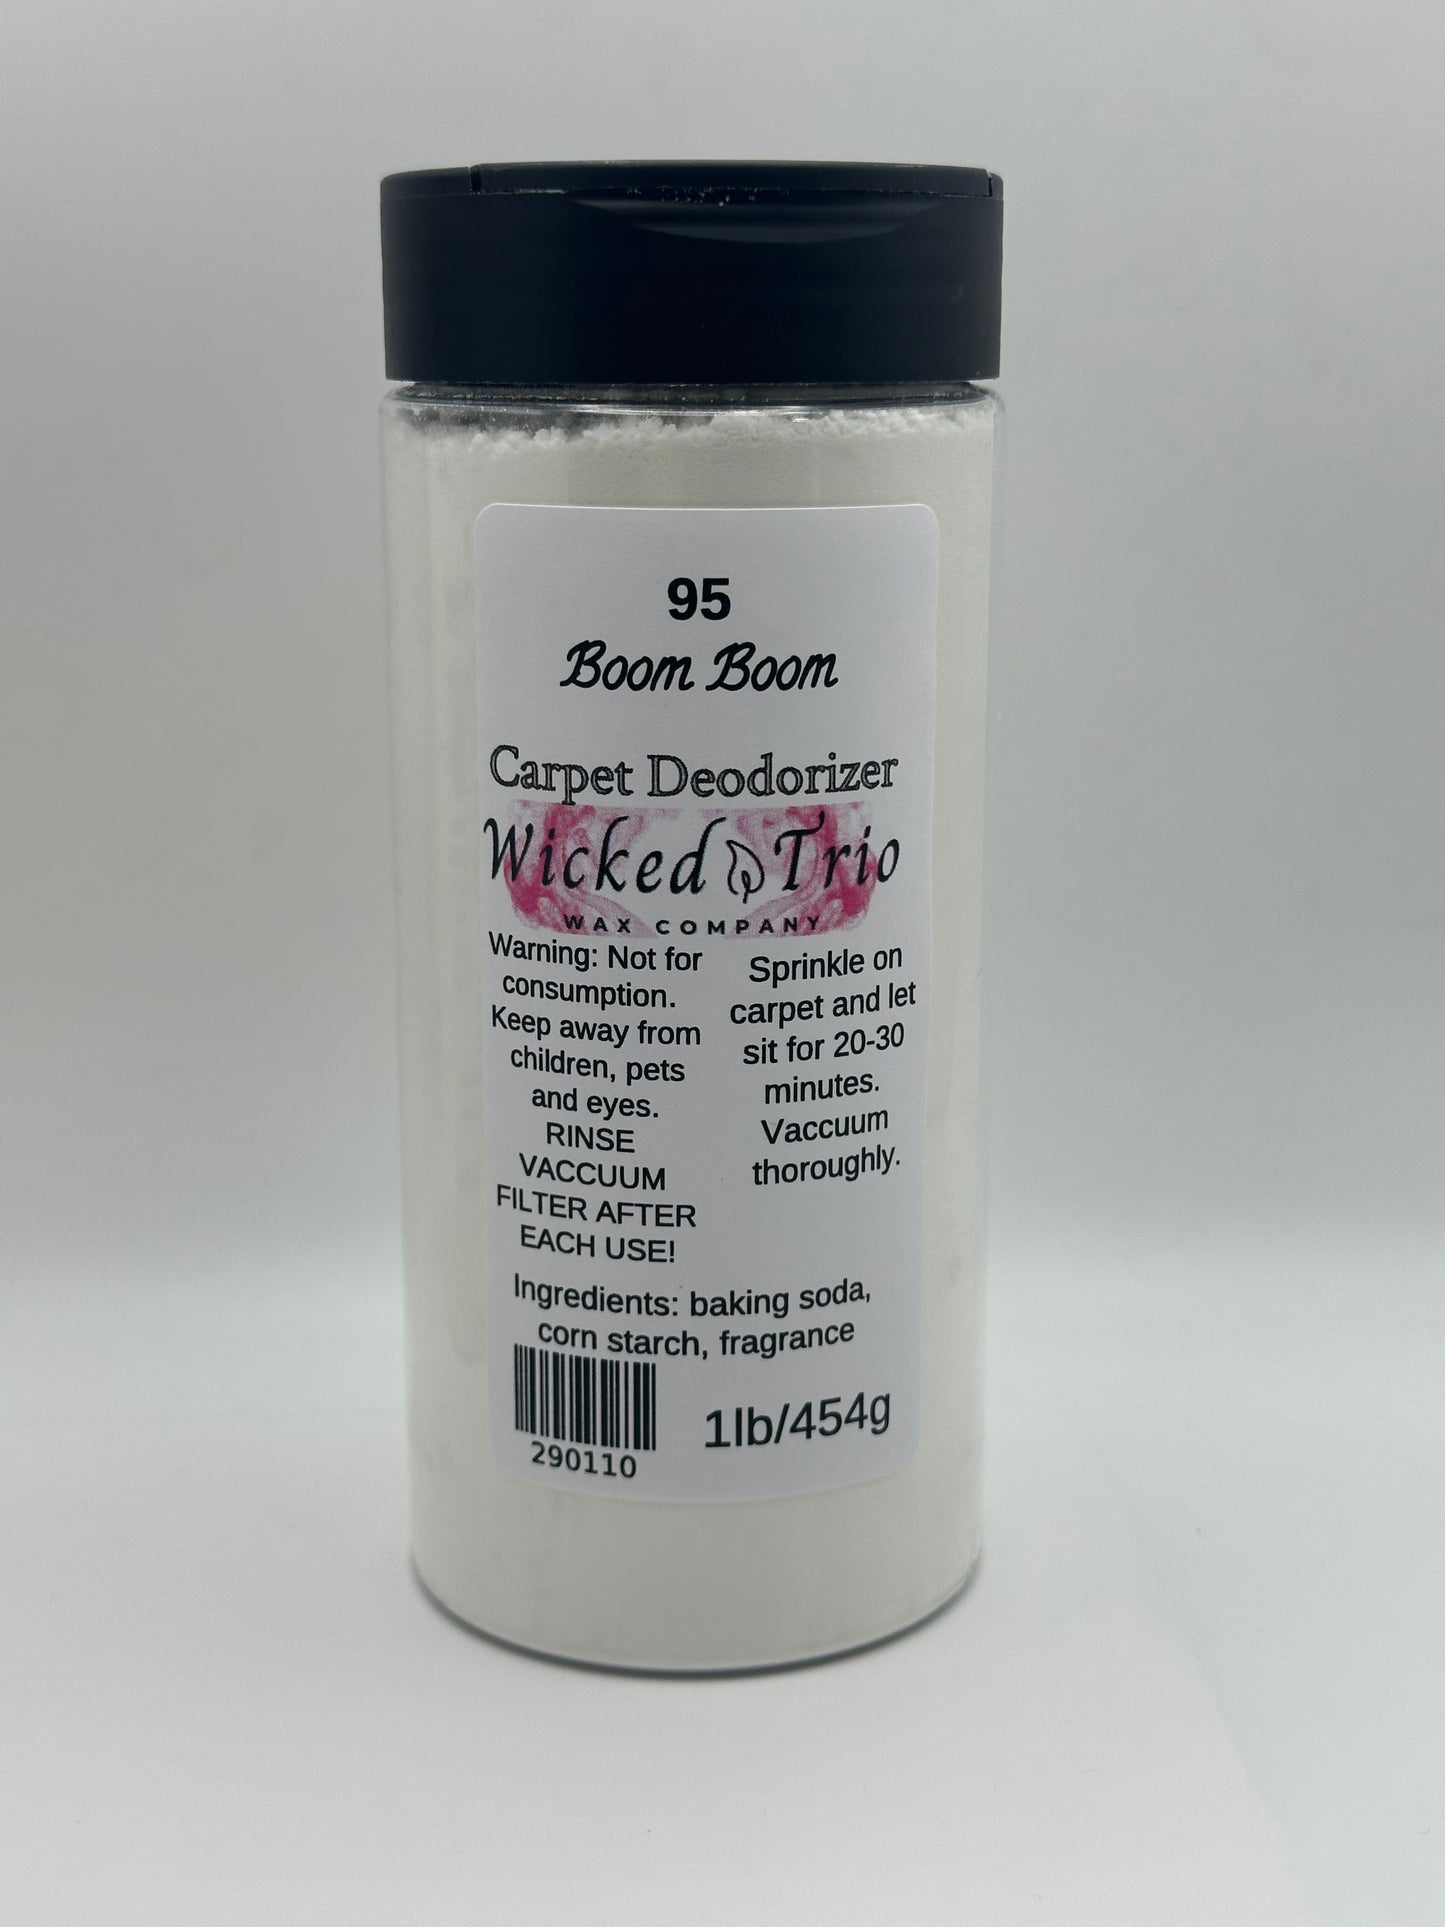 95
Boom Boom
Carpet Deodorizer
Wicked Trio
WAX COMPANY
Warning: Not for
consumption.
Keep away from
children, pets
and eyes.
RINSE
VACCUUM
FILTER AFTER
EACH USE!
Sprinkle on
carpet and let
sit for 20-30
minutes.
Vaccuum
thoroughly.
Ingredients: baking soda,
corn starch, fragrance
290110
1lb/454g